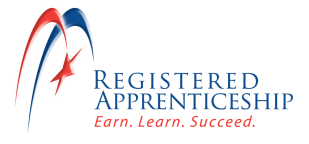 REGISTERED
APPRENTICESHIP
Earn. Learn. Succeed.